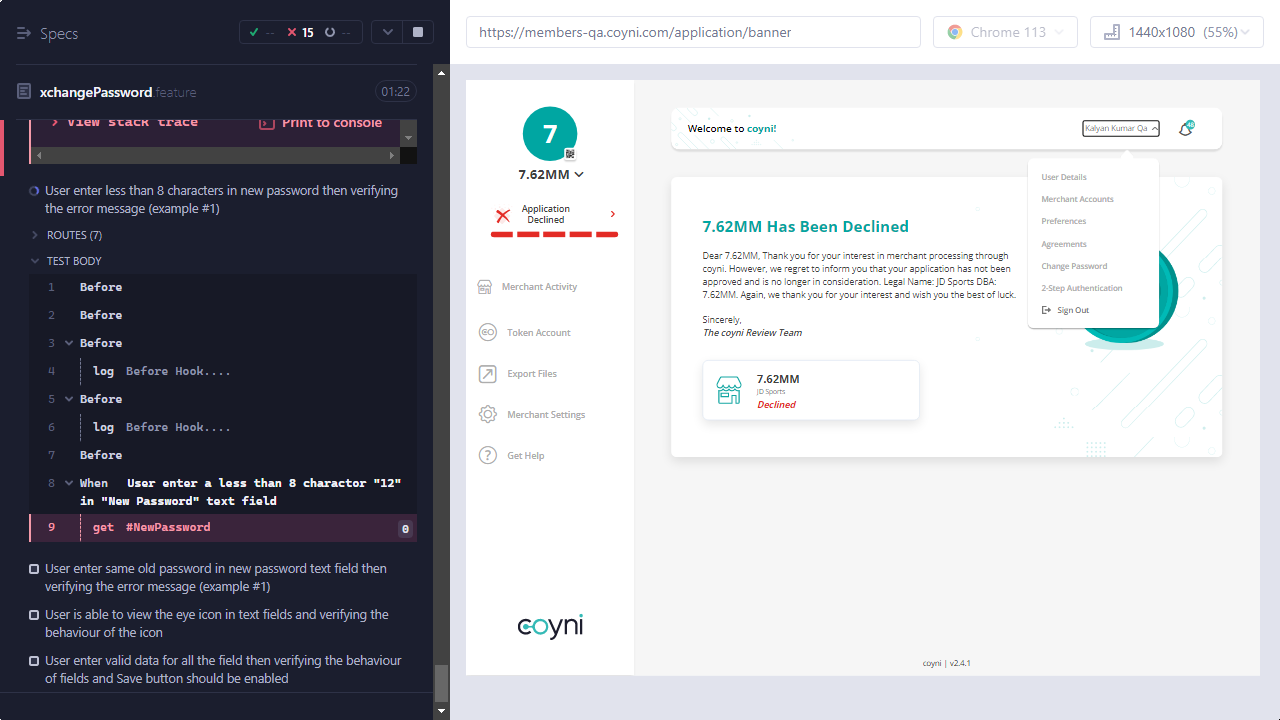 Specs
--
15
--
https://members-qa.coyni.com/application/banner
Chrome 113
1440x1080 (55%)
xchangePassword.feature
01:22
View stack trace
Print to console
User enter less than 8 characters in new password then verifying
the error message (example #1)
ROUTES (7)
TEST BODY
1 Before
2 Before
3 Before
4 log Before Hook....
5 Before
6 log Before Hook....
7 Before
8 When User enter a less than 8 charactor "12"
in "New Password" text field
9 get #NewPassword 0
User enter same old password in new password text field then
verifying the error message (example #1)
User is able to view the eye icon in text fields and verifying the
behaviour of the icon
User enter valid data for all the field then verifying the behaviour
of fields and Save button should be enabled
7
7.62MM
Application
Declined
Merchant Activity
Token Account
Export Files
Merchant Settings
Get Help
coyni
Welcome to coyni!
Kalyan Kumar Qa
User Details
Merchant Accounts
Preferences
Agreements
Change Password
2-Step Authentication
Sign Out
7.62MM Has Been Declined
Dear 7.62MM, Thank you for your interest in merchant processing through
coyni. However, we regret to inform you that your application has not been
approved and is no longer in consideration. Legal Name: JD Sports DBA:
7.62MM. Again, we thank you for your interest and wish you the best of luck.
Sincerely,
The coyni Review Team
7.62MM
JD Sports
Declined
coyni | v2.4.1